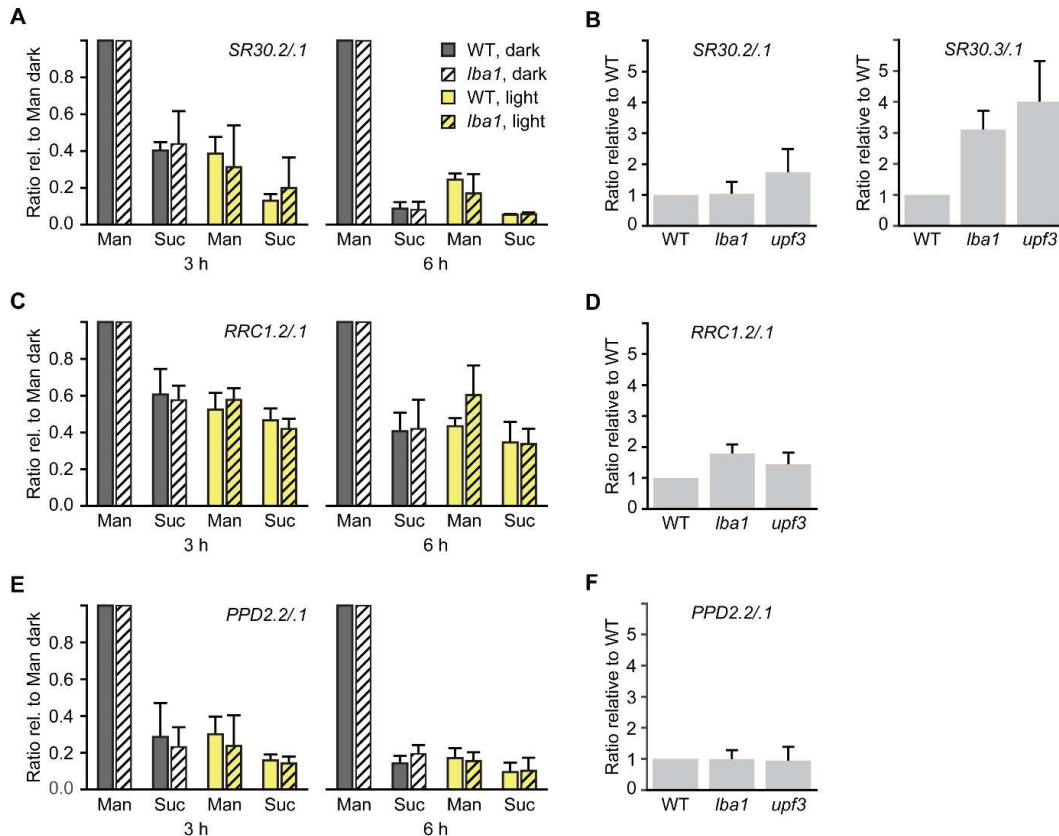 A
Ratio rel. to Man dark
0.8
0.6
0.4
0.2
0.0
SR30.2/.1
Man Suc Man Suc
3 h
Man Suc Man Suc
6 h
WT, dark
lba1, dark
WT, light
lba1, light
B
Ratio relative to WT
6
5
4
3
2
1
0
SR30.2/.1
WT lba1 upf3
Ratio relative to WT
6
5
4
3
2
1
0
SR30.3/.1
WT lba1 upf3
C
Ratio rel. to Man dark
0.8
0.6
0.4
0.2
0.0
RRC1.2/.1
Man Suc Man Suc
3 h
Man Suc Man Suc
6 h
D
Ratio relative to WT
6
5
4
3
2
1
0
RRC1.2/.1
WT lba1 upf3
E
Ratio rel. to Man dark
0.8
0.6
0.4
0.2
0.0
PPD2.2/.1
Man Suc Man Suc
3 h
Man Suc Man Suc
6 h
F
Ratio relative to WT
6
5
4
3
2
1
0
PPD2.2/.1
WT lba1 upf3